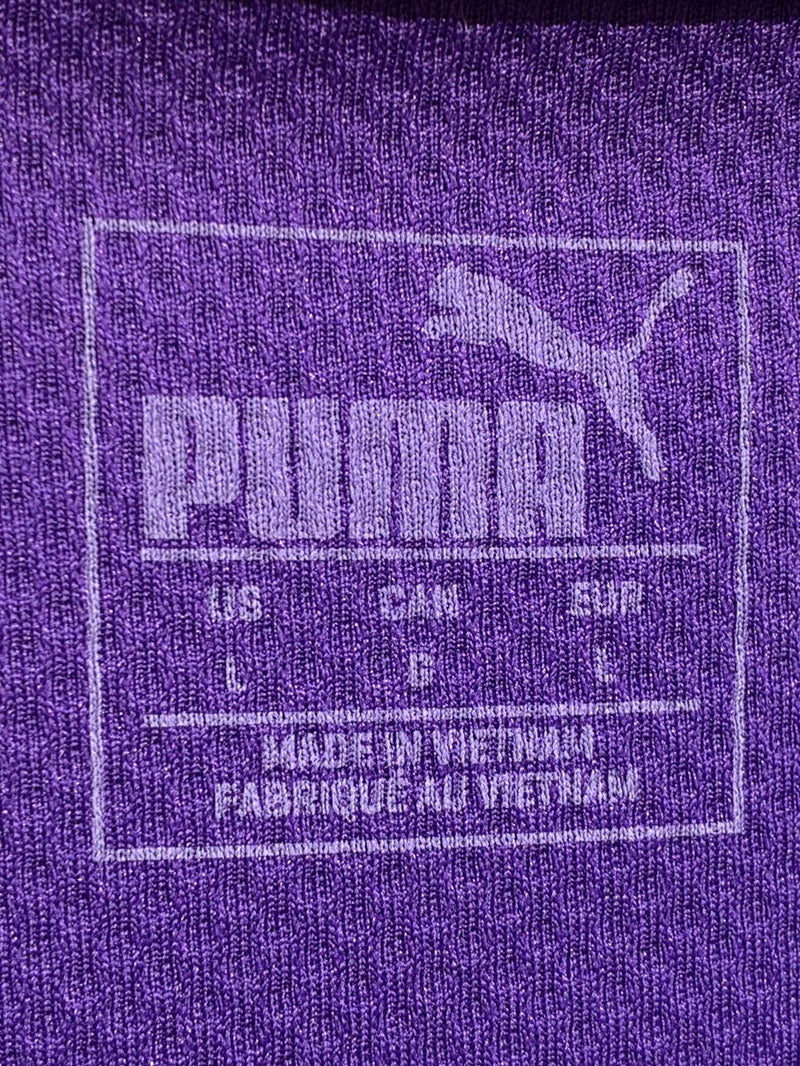 PUMA
US CAN EUR
L G L
MADE IN VIETNAM
FABRIQUÉ AU VIETNAM